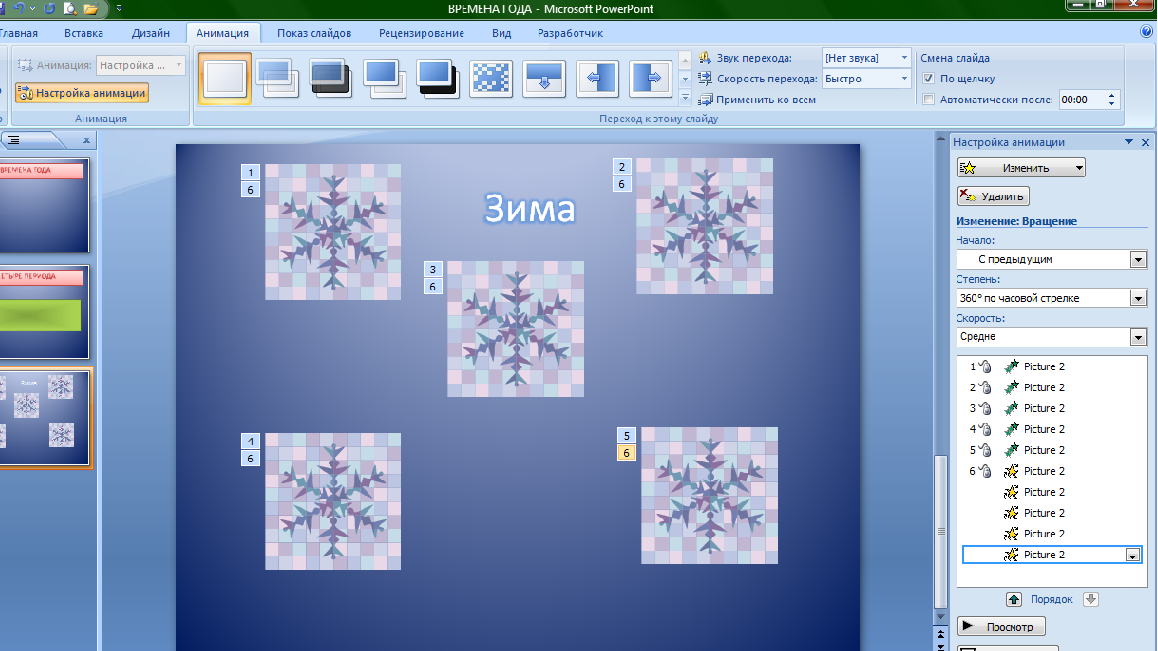 ВРЕМЕНА ГОДА - Microsoft PowerPoint
Главная Вставка Дизайн Анимация Показ слайдов Рецензирование Вид Разработчик
Анимация: Настройка ...
Настройка анимации
Анимация
Звук перехода: [Нет звука]
Скорость перехода: Быстро
Применить ко всем
Смена слайда
По щелчку
Автоматически после: 00:00
Переход к этому слайду
ВРЕМЕНА ГОДА
ЕТЫРЕ ПЕРИОДА
1
6
Зима
2
6
3
6
4
6
5
6
Настройка анимации
Изменить
Удалить
Изменение: Вращение
Начало:
С предыдущим
Степень:
360° по часовой стрелке
Скорость:
Средне
1 Picture 2
2 Picture 2
3 Picture 2
4 Picture 2
5 Picture 2
6 Picture 2
Picture 2
Picture 2
Picture 2
Picture 2
Порядок
Просмотр